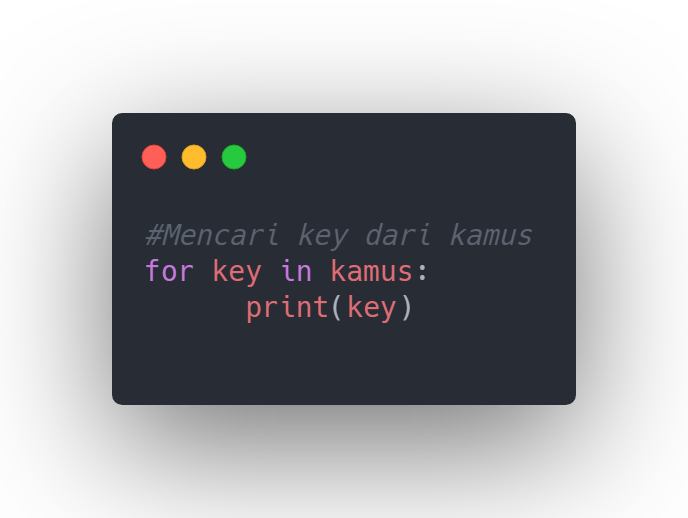 #Mencari key dari kamus
for key in kamus:
      print(key)